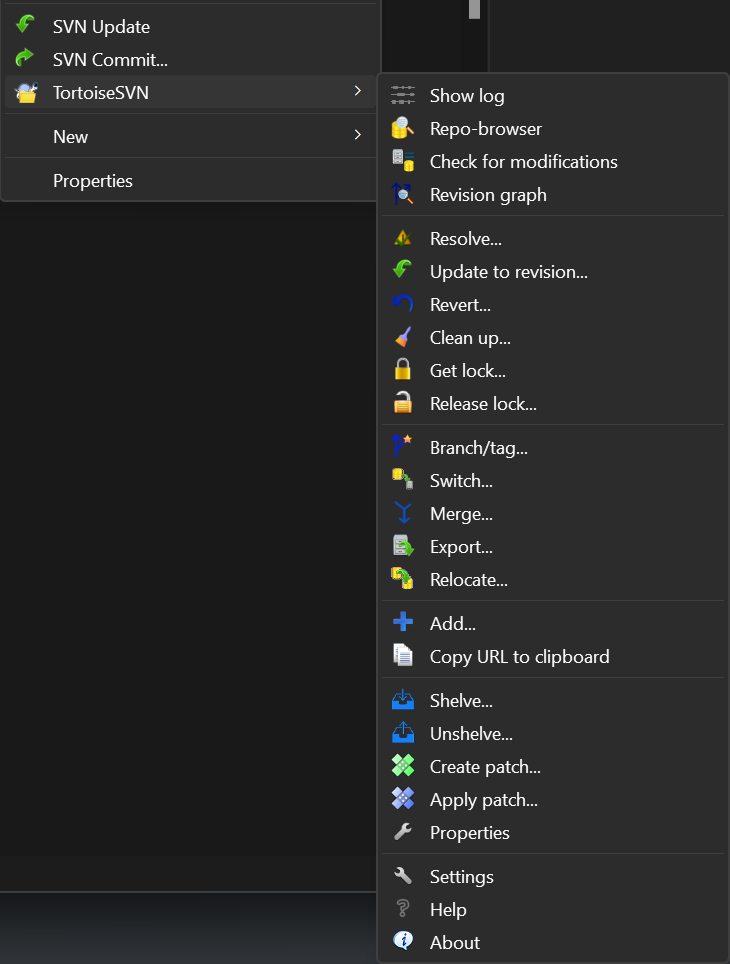 SVN Update
SVN Commit...
TortoiseSVN
New
Properties
Show log
Repo-browser
Check for modifications
Revision graph
Resolve...
Update to revision...
Revert...
Clean up...
Get lock...
Release lock...
Branch/tag...
Switch...
Merge...
Export...
Relocate...
Add...
Copy URL to clipboard
Shelve...
Unshelve...
Create patch...
Apply patch...
Properties
Settings
Help
About